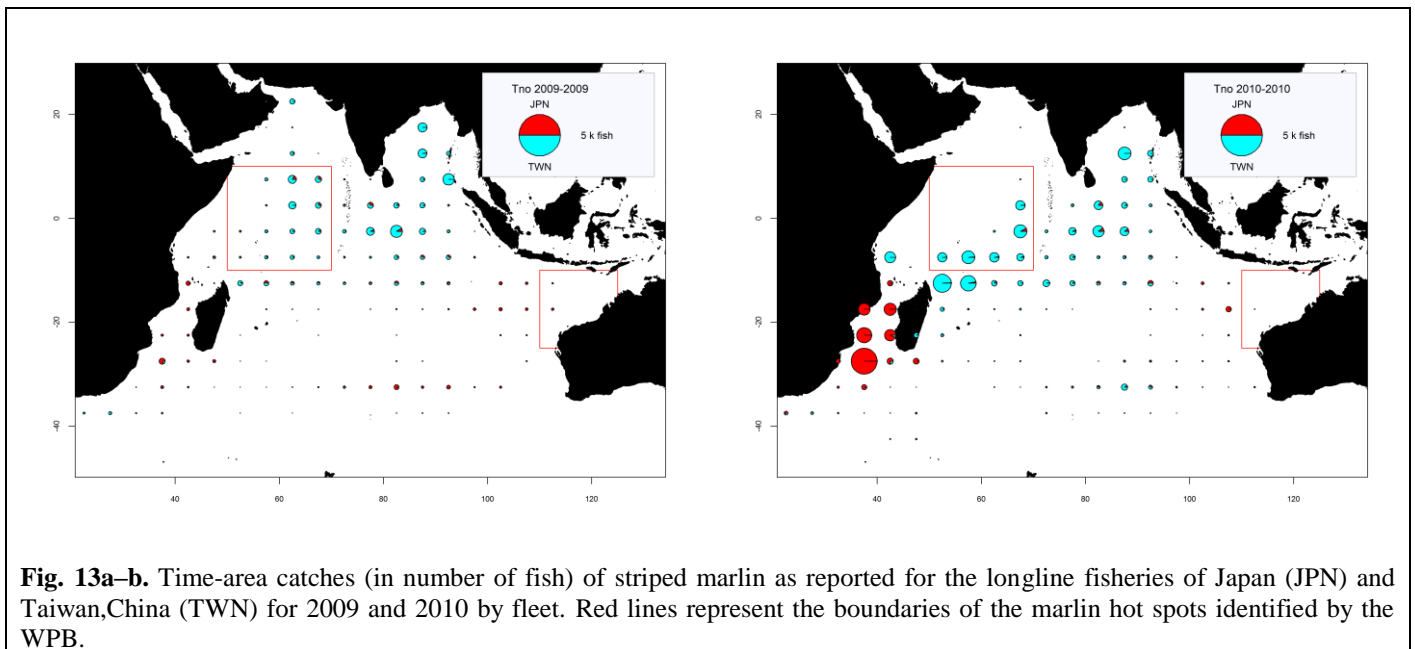 Tno 2009-2009
JPN
5 k fish
TWN
20
0
-20
-40
40
60
80
100
120
Tno 2010-2010
JPN
5 k fish
TWN
20
0
-20
-40
40
60
80
100
120
Fig. 13a–b. Time-area catches (in number of fish) of striped marlin as reported for the longline fisheries of Japan (JPN) and
Taiwan,China (TWN) for 2009 and 2010 by fleet. Red lines represent the boundaries of the marlin hot spots identified by the
WPB.